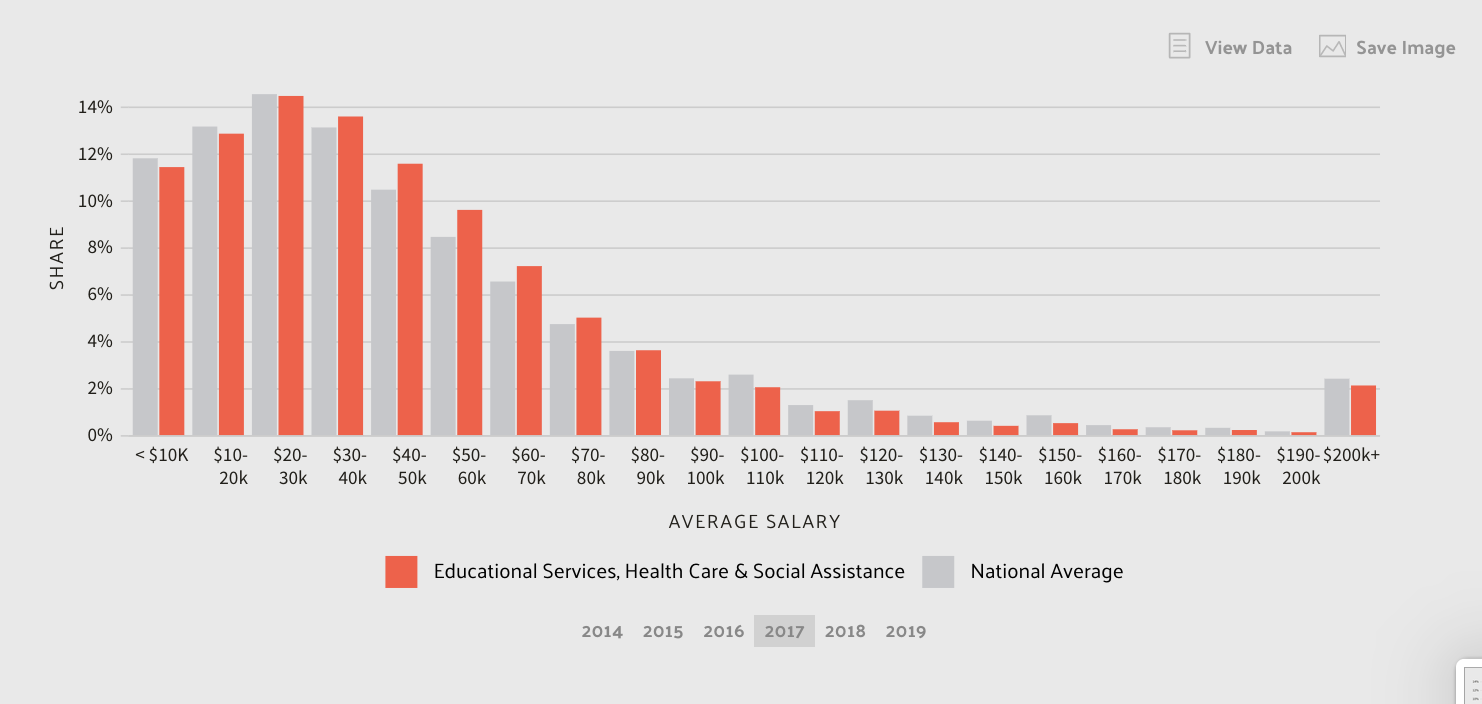 View Data Save Image
14%
12%
10%
8%
6%
4%
2%
0%
SHARE
< $10K $10- $20- $30- $40- $50- $60- $70- $80- $90- $100- $110- $120- $130- $140- $150- $160- $170- $180- $190- $200k+
20k 30k 40k 50k 60k 70k 80k 90k 100k 110k 120k 130k 140k 150k 160k 170k 180k 190k 200k
AVERAGE SALARY
Educational Services, Health Care & Social Assistance National Average
2014 2015 2016 2017 2018 2019